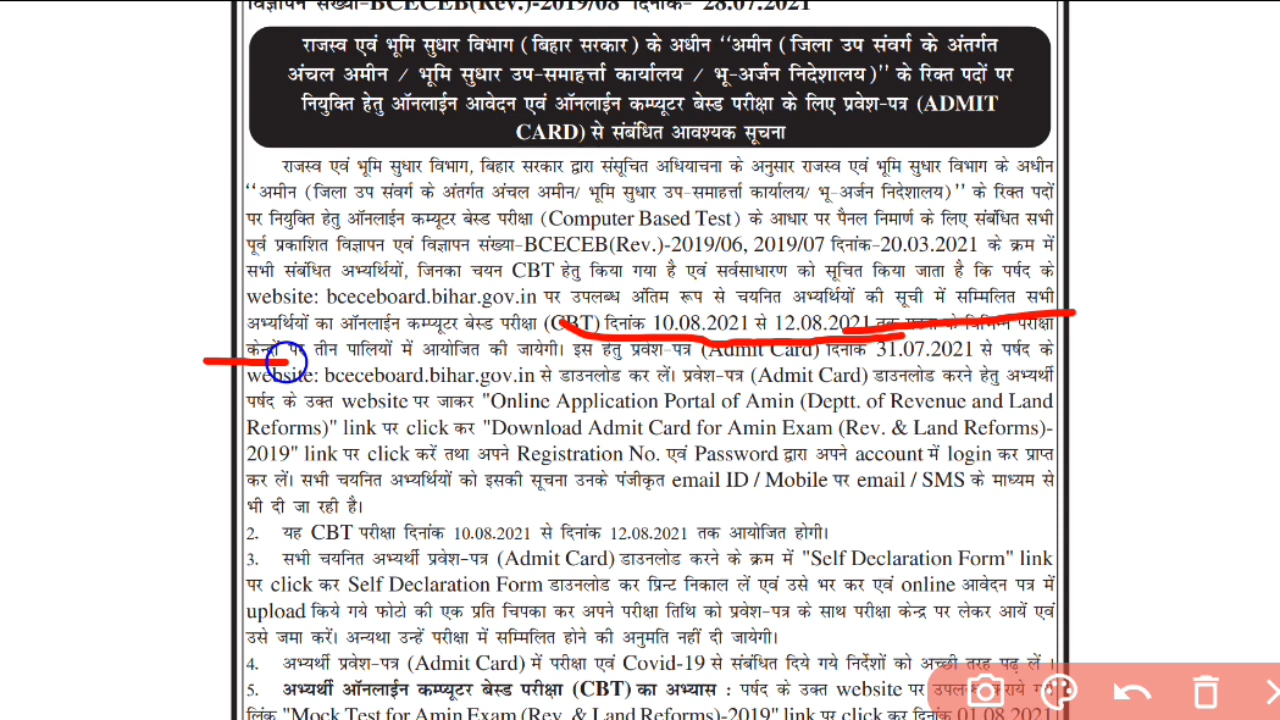 विज्ञापन संख्या-BCECEB(Rev.)-2019/08 दिनांक- 28.07.2021
राजस्व एवं भूमि सुधार विभाग ( बिहार सरकार ) के अधीन "अमीन ( जिला उप संवर्ग के अंतर्गत
अंचल अमीन / भूमि सुधार उप-समाहर्त्ता कार्यालय / भू-अर्जन निदेशालय)" के रिक्त पदों पर
नियुक्ति हेतु ऑनलाईन आवेदन एवं ऑनलाईन कम्प्यूटर बेस्ड परीक्षा के लिए प्रवेश-पत्र (ADMIT
CARD) से संबंधित आवश्यक सूचना
राजस्व एवं भूमि सुधार विभाग, बिहार सरकार द्वारा संसूचित अधियाचना के अनुसार राजस्व एवं भूमि सुधार विभाग के अधीन
"अमीन (जिला उप संवर्ग के अंतर्गत अंचल अमीन/ भूमि सुधार उप-समाहर्त्ता कार्यालय/ भू-अर्जन निदेशालय)" के रिक्त पदों
पर नियुक्ति हेतु ऑनलाईन कम्प्यूटर बेस्ड परीक्षा (Computer Based Test) के आधार पर पैनल निमार्ण के लिए संबंधित सभी
पूर्व प्रकाशित विज्ञापन एवं विज्ञापन संख्या-BCECEB(Rev.)-2019/06, 2019/07 दिनांक-20.03.2021 के क्रम में
सभी संबंधित अभ्यर्थियों, जिनका चयन CBT हेतु किया गया है एवं सर्वसाधारण को सूचित किया जाता है कि पर्षद के
website: bceceboard.bihar.gov.in पर उपलब्ध अंतिम रूप से चयनित अभ्यर्थियों की सूची में सम्मिलित सभी
अभ्यर्थियों का ऑनलाईन कम्प्यूटर बेस्ड परीक्षा (CBT) दिनांक 10.08.2021 से 12.08.2021 तक पटना के विभिन्न परीक्षा
केन्द्रों पर तीन पालियों में आयोजित की जायेगी। इस हेतु प्रवेश-पत्र (Admit Card) दिनांक 31.07.2021 से पर्षद के
website: bceceboard.bihar.gov.in से डाउनलोड कर लें। प्रवेश-पत्र (Admit Card) डाउनलोड करने हेतु अभ्यर्थी
पर्षद के उक्त website पर जाकर "Online Application Portal of Amin (Deptt. of Revenue and Land
Reforms)" link पर click कर "Download Admit Card for Amin Exam (Rev. & Land Reforms)-
2019" link पर click करें तथा अपने Registration No. एवं Password द्वारा अपने account में login कर प्राप्त
कर लें। सभी चयनित अभ्यर्थियों को इसकी सूचना उनके पंजीकृत email ID / Mobile पर email / SMS के माध्यम से
भी दी जा रही है।
2. यह CBT परीक्षा दिनांक 10.08.2021 से दिनांक 12.08.2021 तक आयोजित होगी।
3. सभी चयनित अभ्यर्थी प्रवेश-पत्र (Admit Card) डाउनलोड करने के क्रम में "Self Declaration Form" link
पर click कर Self Declaration Form डाउनलोड कर प्रिन्ट निकाल लें एवं उसे भर कर एवं online आवेदन पत्र में
upload किये गये फोटो की एक प्रति चिपका कर अपने परीक्षा तिथि को प्रवेश-पत्र के साथ परीक्षा केन्द्र पर लेकर आयें एवं
उसे जमा करें। अन्यथा उन्हें परीक्षा में सम्मिलित होने की अनुमति नहीं दी जायेगी।
4. अभ्यर्थी प्रवेश-पत्र (Admit Card) में परीक्षा एवं Covid-19 से संबंधित दिये गये निर्देशों को अच्छी तरह पढ़ लें ।
5. अभ्यर्थी ऑनलाईन कम्प्यूटर बेस्ड परीक्षा (CBT) का अभ्यास : पर्षद के उक्त website पर उपलब्ध कराये गये
लिंक "Mock Test for Amin Exam (Rev. & Land Reforms)-2019" link पर click कर दिनांक 01.08.2021